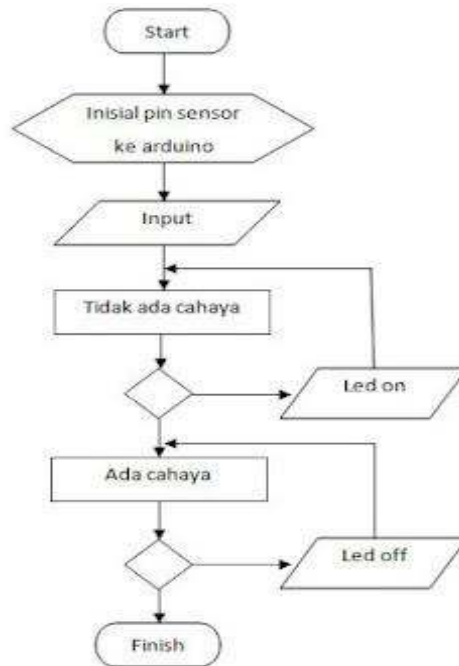 Start
Inisial pin sensor
ke arduino
Input
Tidak ada cahaya
Led on
Ada cahaya
Led off
Finish